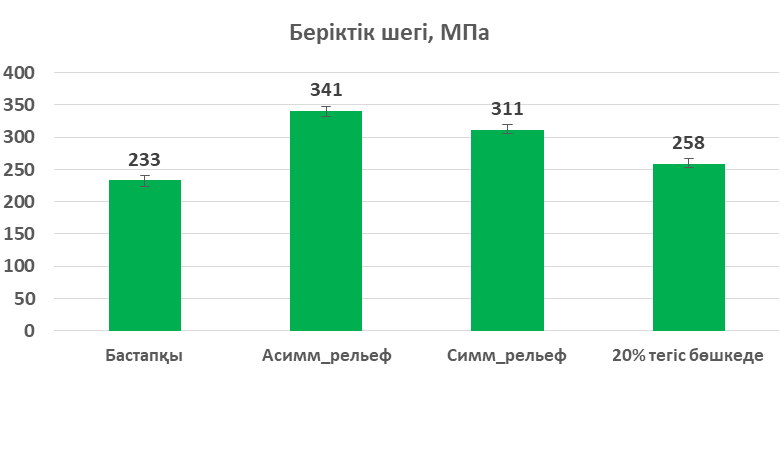 Беріктік шегі, МПа
400
350
300
250
200
150
100
50
0
233
341
311
258
Бастапқы
Асимм_рельеф
Симм_рельеф
20% тегіс бөшкеде